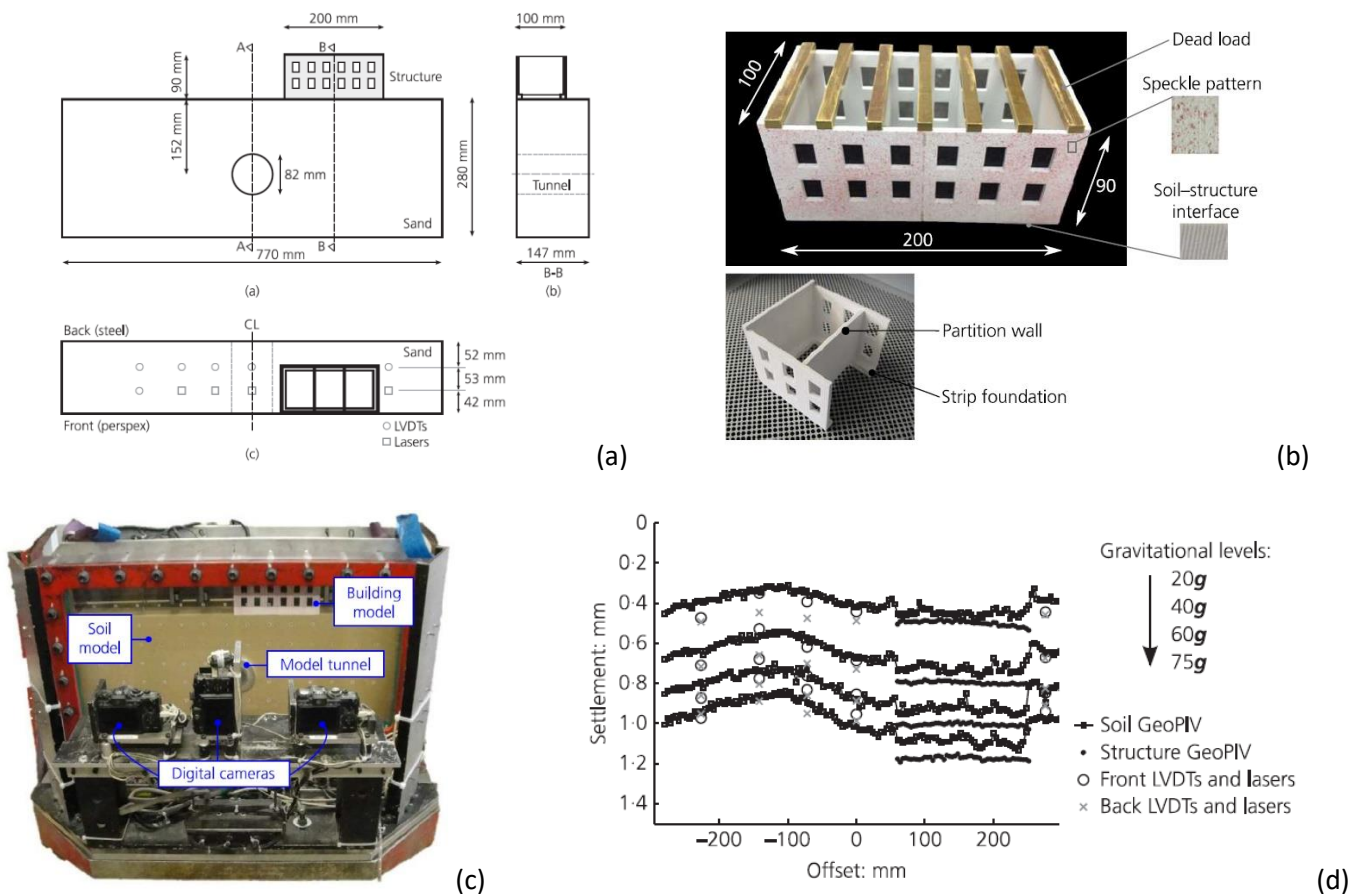 200 mm
100 mm
A
B
90 mm
Structure
152 mm
82 mm
280 mm
Tunnel
Sand
A
B
770 mm
147 mm
B-B
(a)
(b)
CL
Back (steel)
Sand
52 mm
53 mm
42 mm
Front (perspex)
LVDTs
Lasers
(c)
(a)
100
Dead load
Speckle pattern
90
Soil–structure
interface
200
Partition wall
Strip foundation
(b)
Building
model
Soil
model
Model tunnel
Digital cameras
(c)
0
0·2
0·4
0·6
0·8
1·0
1·2
1·4
Settlement: mm
−200
−100
0
100
200
Offset: mm
Gravitational levels:
20g
40g
60g
75g
Soil GeoPIV
Structure GeoPIV
Front LVDTs and lasers
Back LVDTs and lasers
(d)